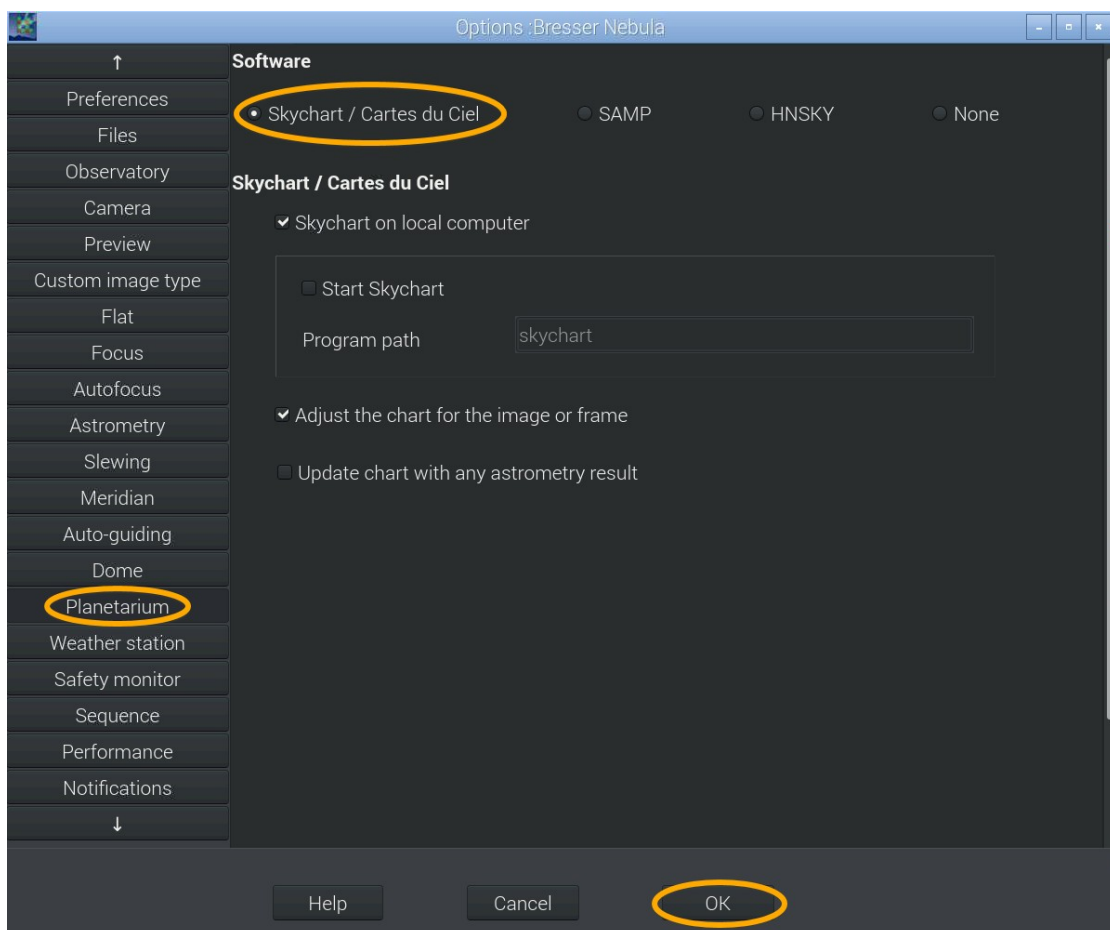 Options :Bresser Nebula
↑
Preferences
Files
Observatory
Camera
Preview
Custom image type
Flat
Focus
Autofocus
Astrometry
Slewing
Meridian
Auto-guiding
Dome
Planetarium
Weather station
Safety monitor
Sequence
Performance
Notifications
↓
Software
Skychart / Cartes du Ciel SAMP HNSKY None
Skychart / Cartes du Ciel
Skychart on local computer
Start Skychart
Program path skychart
Adjust the chart for the image or frame
Update chart with any astrometry result
Help Cancel OK